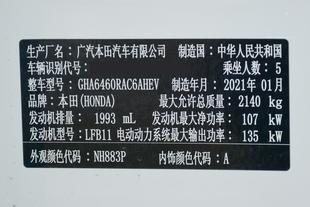 生产厂名：广汽本田汽车有限公司 制造国：中华人民共和国
车辆识别代号： 乘坐人数：5
整车型号：GHA6460RAC6AHEV 制造年月：2021年01月
品牌：本田(HONDA) 最大允许总质量：2140 kg
发动机排量：1993 mL 发动机最大净功率：107 kW
发动机型号：LFB11 电动动力系统最大输出功率：135 kW
外观颜色代码：NH883P 内饰颜色代码：A